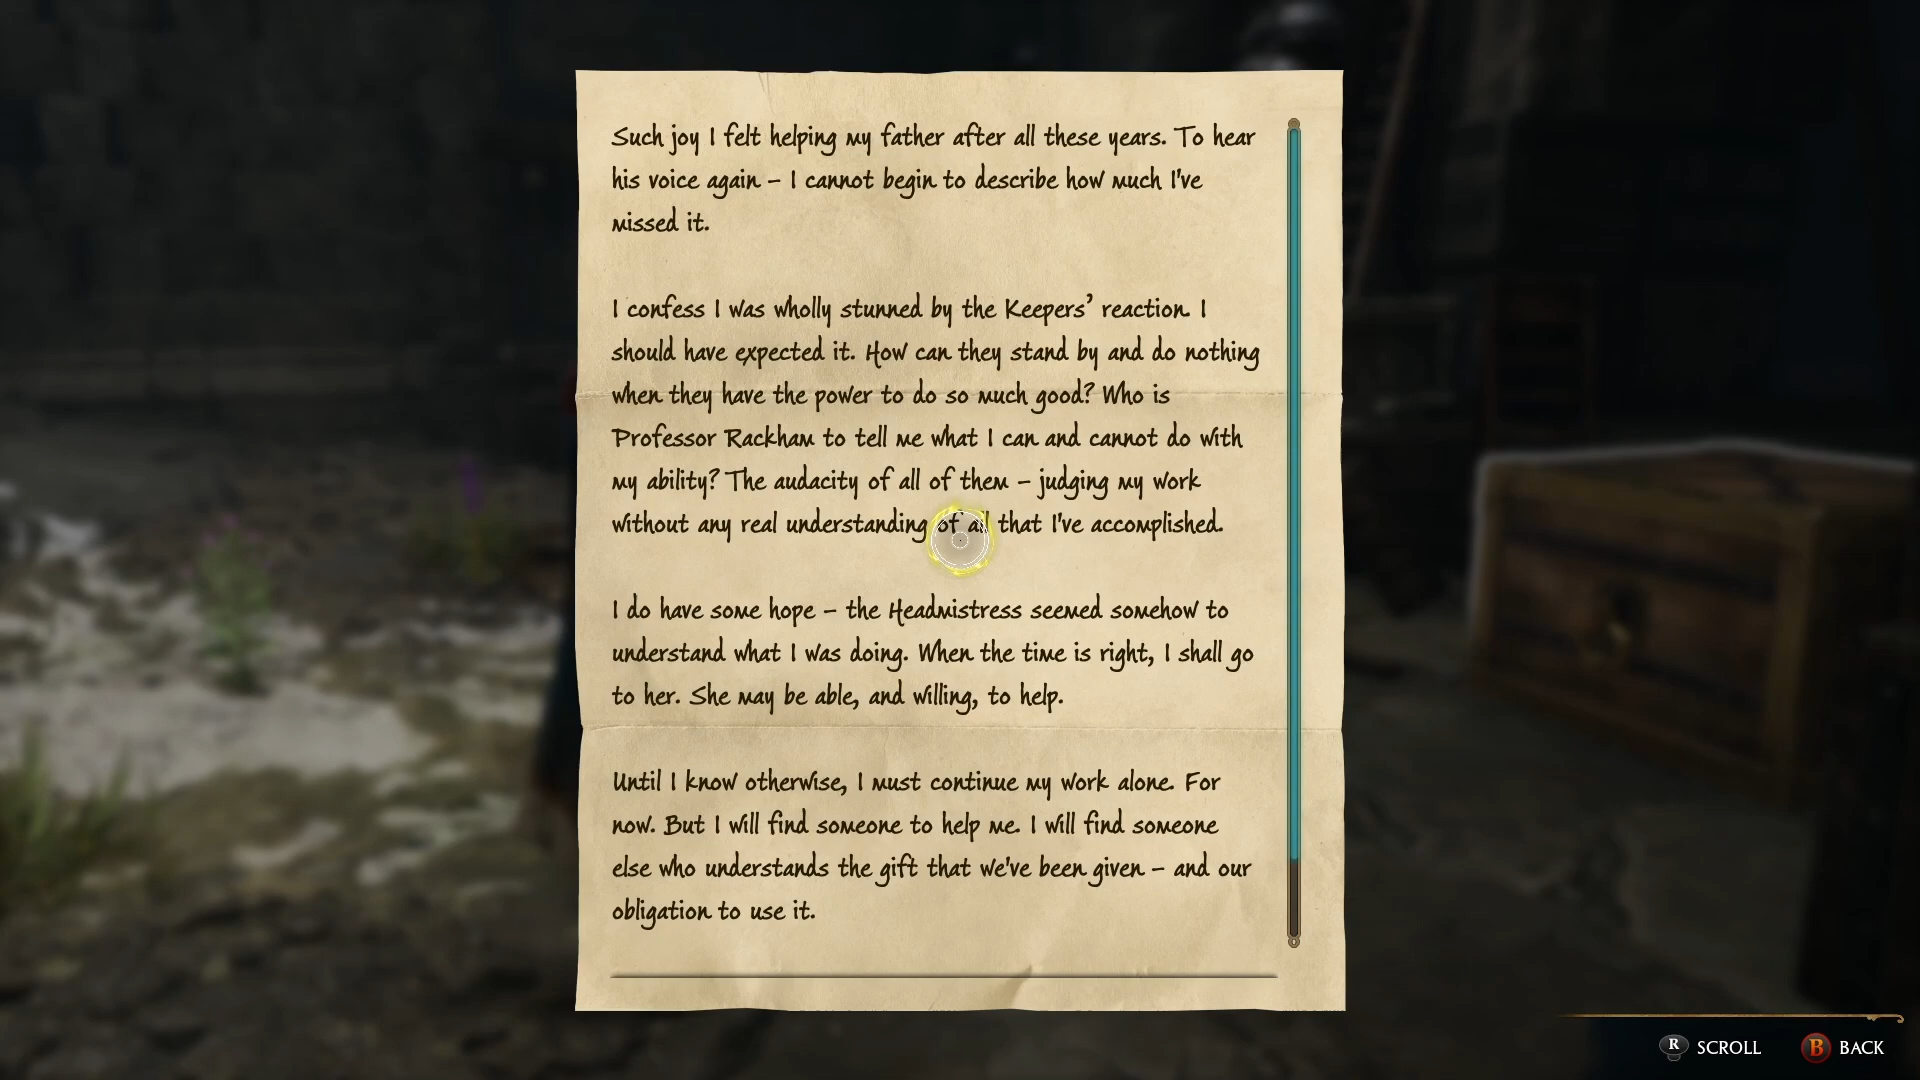 Such joy I felt helping my father after all these years. To hear
his voice again – I cannot begin to describe how much I've
missed it.
I confess I was wholly stunned by the Keepers’ reaction. I
should have expected it. How can they stand by and do nothing
when they have the power to do so much good? Who is
Professor Rackham to tell me what I can and cannot do with
my ability? The audacity of all of them – judging my work
without any real understanding of all that I've accomplished.
I do have some hope – the Headmistress seemed somehow to
understand what I was doing. When the time is right, I shall go
to her. She may be able, and willing, to help.
Until I know otherwise, I must continue my work alone. For
now. But I will find someone to help me. I will find someone
else who understands the gift that we've been given – and our
obligation to use it.
R SCROLL B BACK